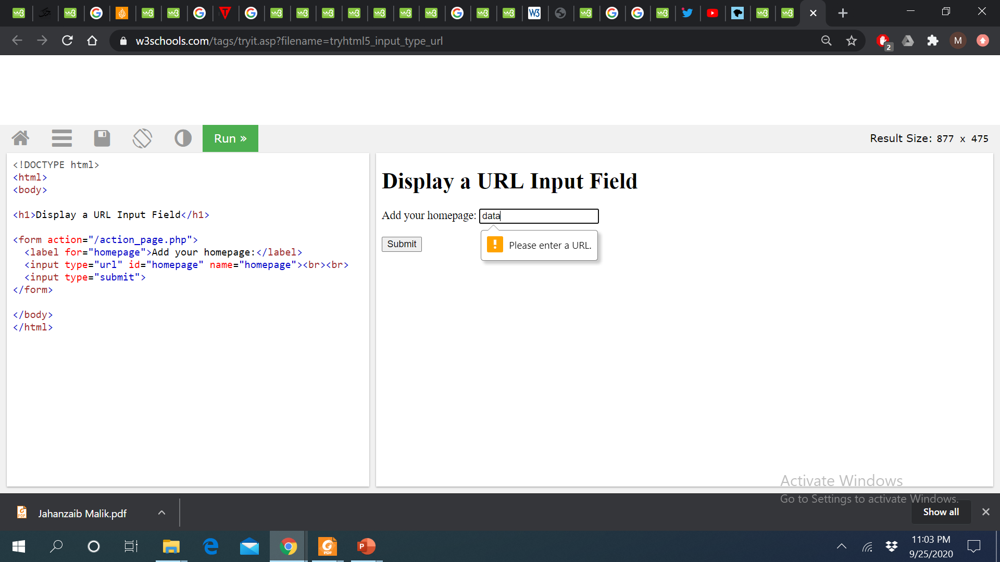 w3schools.com/tags/tryit.asp?filename=tryhtml5_input_type_url
2
M
Run »
Result Size: 877 x 475
<!DOCTYPE html>
<html>
<body>
<h1>Display a URL Input Field</h1>
<form action="/action_page.php">
<label for="homepage">Add your homepage:</label>
<input type="url" id="homepage" name="homepage"><br><br>
<input type="submit">
</form>
</body>
</html>
Display a URL Input Field
Add your homepage: data
Please enter a URL.
Submit
Activate Windows
Go to Settings to activate Windows.
Jahanzaib Malik.pdf
Show all
11:03 PM
9/25/2020